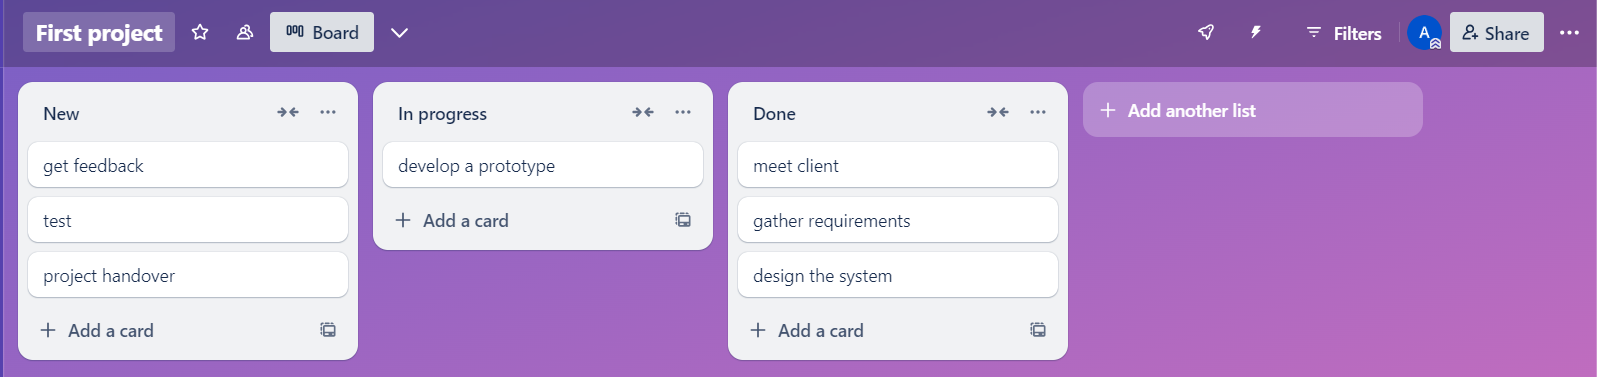 First project
Board
Filters
A
Share
New
get feedback
test
project handover
Add a card
In progress
develop a prototype
Add a card
Done
meet client
gather requirements
design the system
Add a card
Add another list